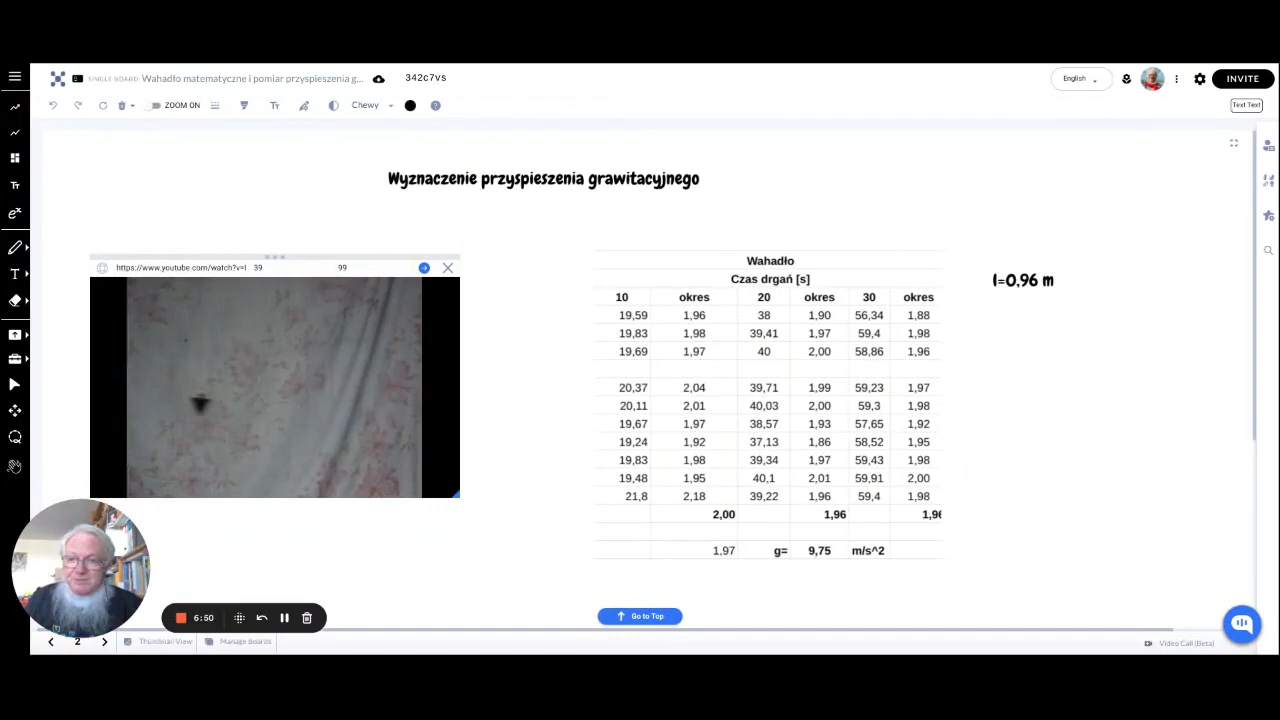 SINGLE BOARD: Wahadło matematyczne i pomiar przyspieszenia g... 342c7vs
English
INVITE
ZOOM ON
Tт
Chewy
Text Text
Wyznaczenie przyspieszenia grawitacyjnego
https://www.youtube.com/watch?v=l 39 99
Wahadło
Czas drgań [s]
10 okres 20 okres 30 okres
19,59 1,96 38 1,90 56,34 1,88
19,83 1,98 39,41 1,97 59,4 1,98
19,69 1,97 40 2,00 58,86 1,96
20,37 2,04 39,71 1,99 59,23 1,97
20,11 2,01 40,03 2,00 59,3 1,98
19,67 1,97 38,57 1,93 57,65 1,92
19,24 1,92 37,13 1,86 58,52 1,95
19,83 1,98 39,34 1,97 59,43 1,98
19,48 1,95 40,1 2,01 59,91 2,00
21,8 2,18 39,22 1,96 59,4 1,98
2,00 1,96 1,96
1,97 g= 9,75 m/s^2
l=0,96 m
6:50
Go to Top
2
Thumbnail View
Manage Boards
Video Call (Beta)